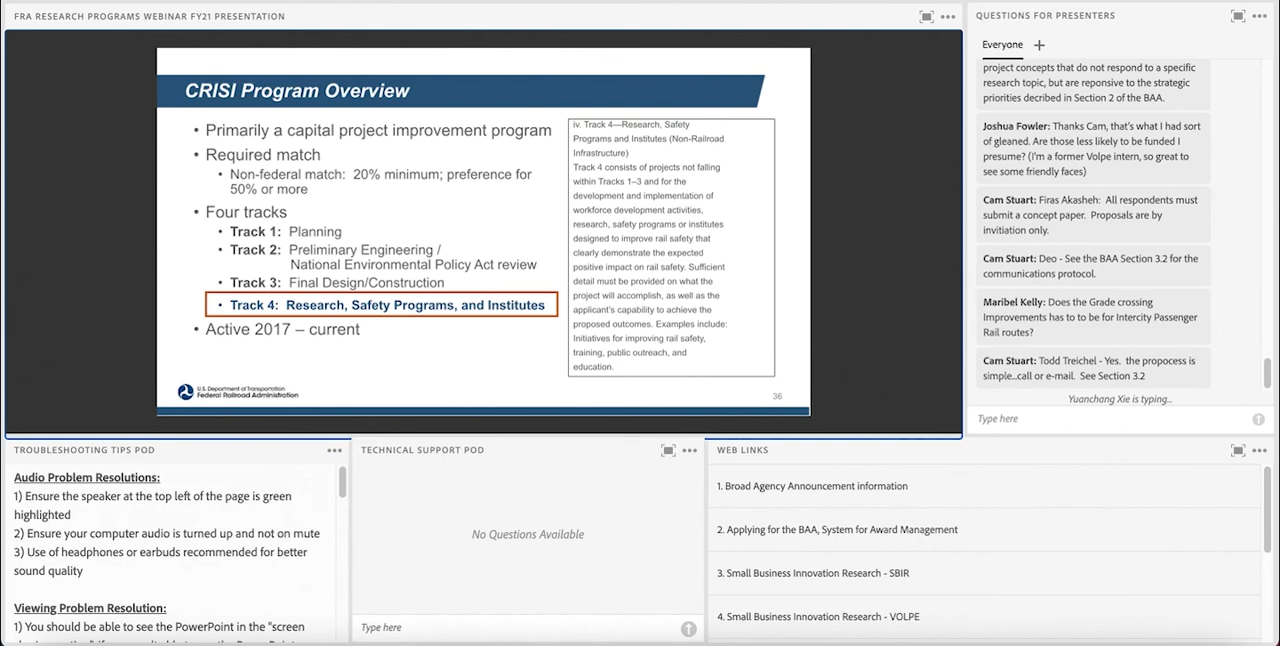 FRA RESEARCH PROGRAMS WEBINAR FY21 PRESENTATION
CRISI Program Overview
• Primarily a capital project improvement program
• Required match
• Non-federal match: 20% minimum; preference for
50% or more
• Four tracks
• Track 1: Planning
• Track 2: Preliminary Engineering /
National Environmental Policy Act review
• Track 3: Final Design/Construction
• Track 4: Research, Safety Programs, and Institutes
• Active 2017 – current
iv. Track 4—Research, Safety
Programs and Institutes (Non-Railroad
Infrastructure)
Track 4 consists of projects not falling
within Tracks 1–3 and for the
development and implementation of
workforce development activities,
research, safety programs or institutes
designed to improve rail safety that
clearly demonstrate the expected
positive impact on rail safety. Sufficient
detail must be provided on what the
project will accomplish, as well as the
applicant's capability to achieve the
proposed outcomes. Examples include:
Initiatives for improving rail safety,
training, public outreach, and
education.
U.S. Department of Transportation
Federal Railroad Administration
36
QUESTIONS FOR PRESENTERS
Everyone +
project concepts that do not respond to a specific
research topic, but are reponsive to the strategic
priorities decribed in Section 2 of the BAA.
Joshua Fowler: Thanks Cam, that's what I had sort
of gleaned. Are those less likely to be funded I
presume? (I'm a former Volpe intern, so great to
see some friendly faces)
Cam Stuart: Firas Akasheh: All respondents must
submit a concept paper. Proposals are by
invitiation only.
Cam Stuart: Deo - See the BAA Section 3.2 for the
communications protocol.
Maribel Kelly: Does the Grade crossing
Improvements has to to be for Intercity Passenger
Rail routes?
Cam Stuart: Todd Treichel - Yes. the propocess is
simple...call or e-mail. See Section 3.2
Yuanchang Xie is typing...
Type here
TROUBLESHOOTING TIPS POD
Audio Problem Resolutions:
1) Ensure the speaker at the top left of the page is green
highlighted
2) Ensure your computer audio is turned up and not on mute
3) Use of headphones or earbuds recommended for better
sound quality
Viewing Problem Resolution:
1) You should be able to see the PowerPoint in the "screen
TECHNICAL SUPPORT POD
No Questions Available
Type here
WEB LINKS
1. Broad Agency Announcement information
2. Applying for the BAA, System for Award Management
3. Small Business Innovation Research - SBIR
4. Small Business Innovation Research - VOLPE